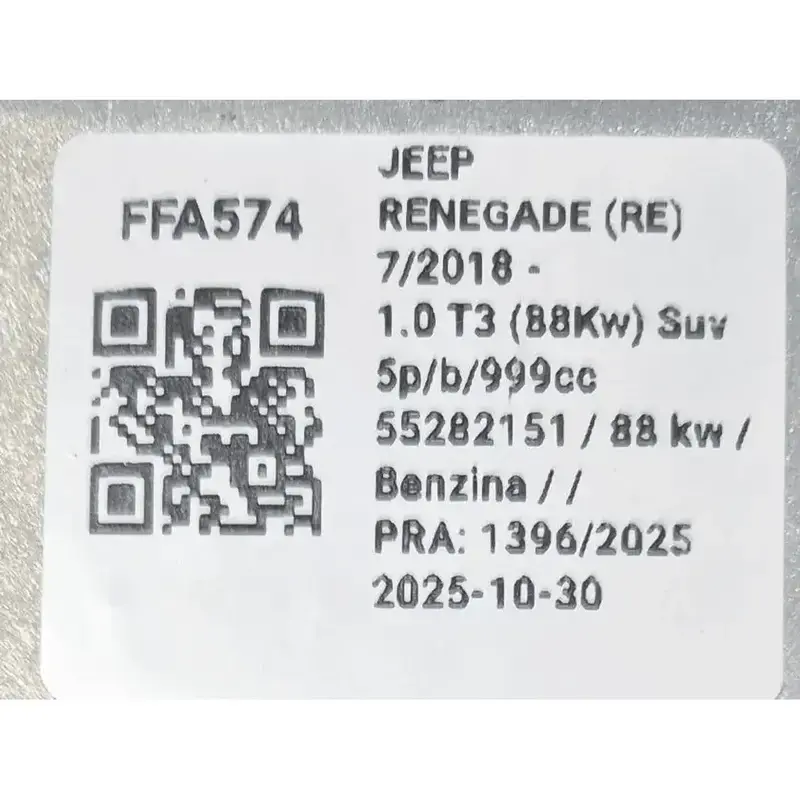 FFA574
JEEP
RENEGADE (RE)
7/2018 -
1.0 T3 (88Kw) Suv
5p/b/999cc
55282151 / 88 kw /
Benzina / /
PRA: 1396/2025
2025-10-30